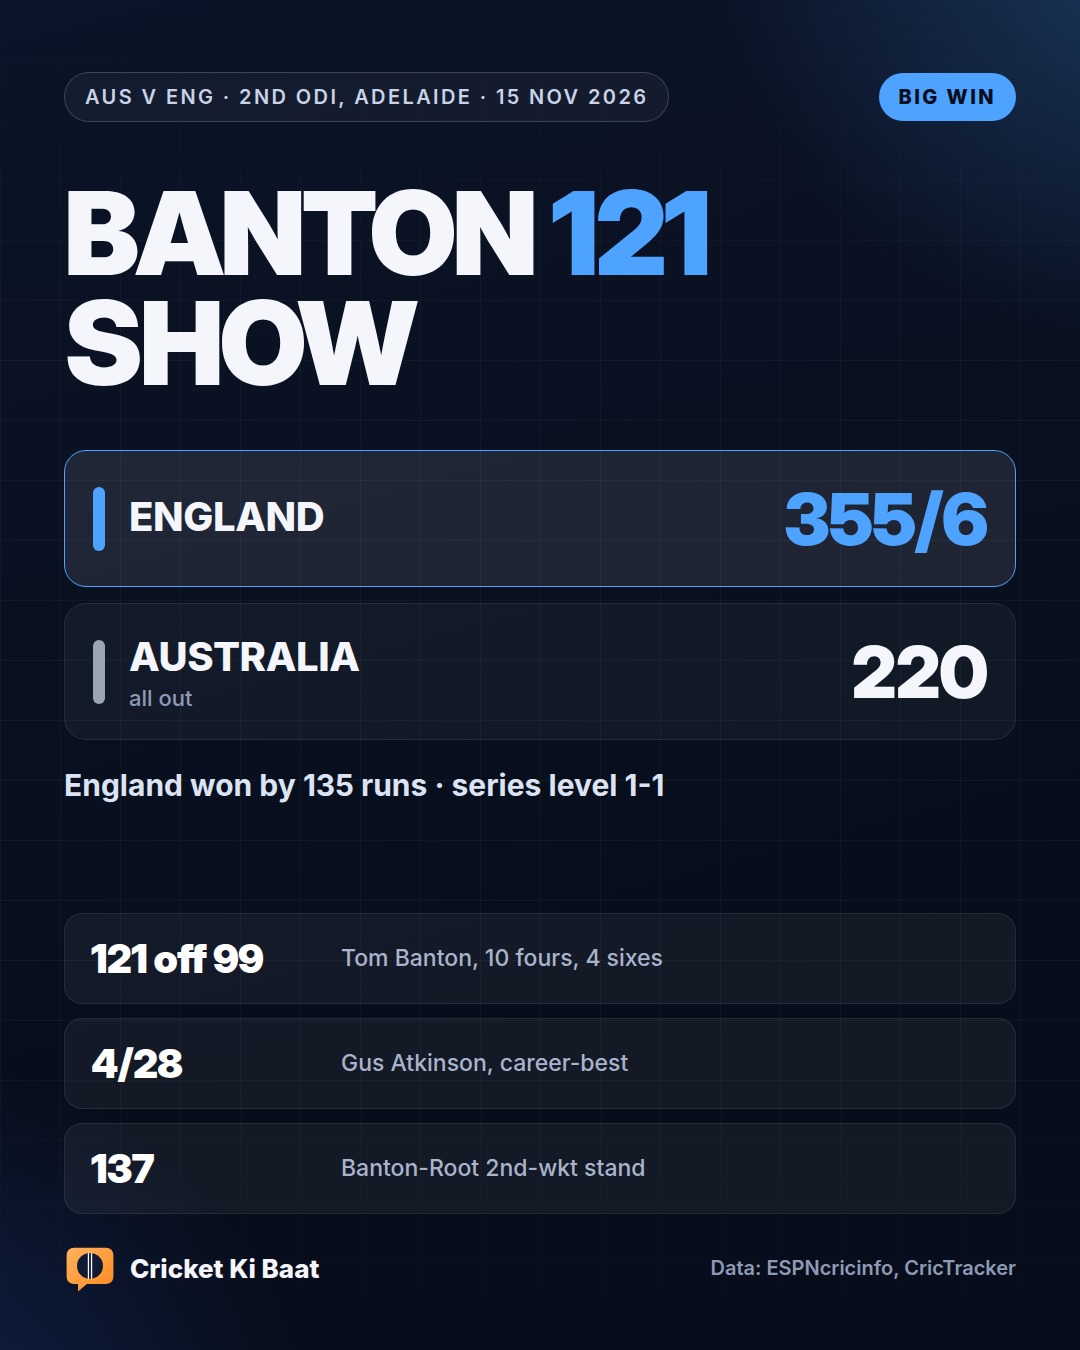 AUS V ENG · 2ND ODI, ADELAIDE · 15 NOV 2026
BIG WIN
BANTON 121
SHOW
ENGLAND
355/6
AUSTRALIA
all out
220
England won by 135 runs · series level 1-1
121 off 99
Tom Banton, 10 fours, 4 sixes
4/28
Gus Atkinson, career-best
137
Banton-Root 2nd-wkt stand
Cricket Ki Baat
Data: ESPNcricinfo, CricTracker